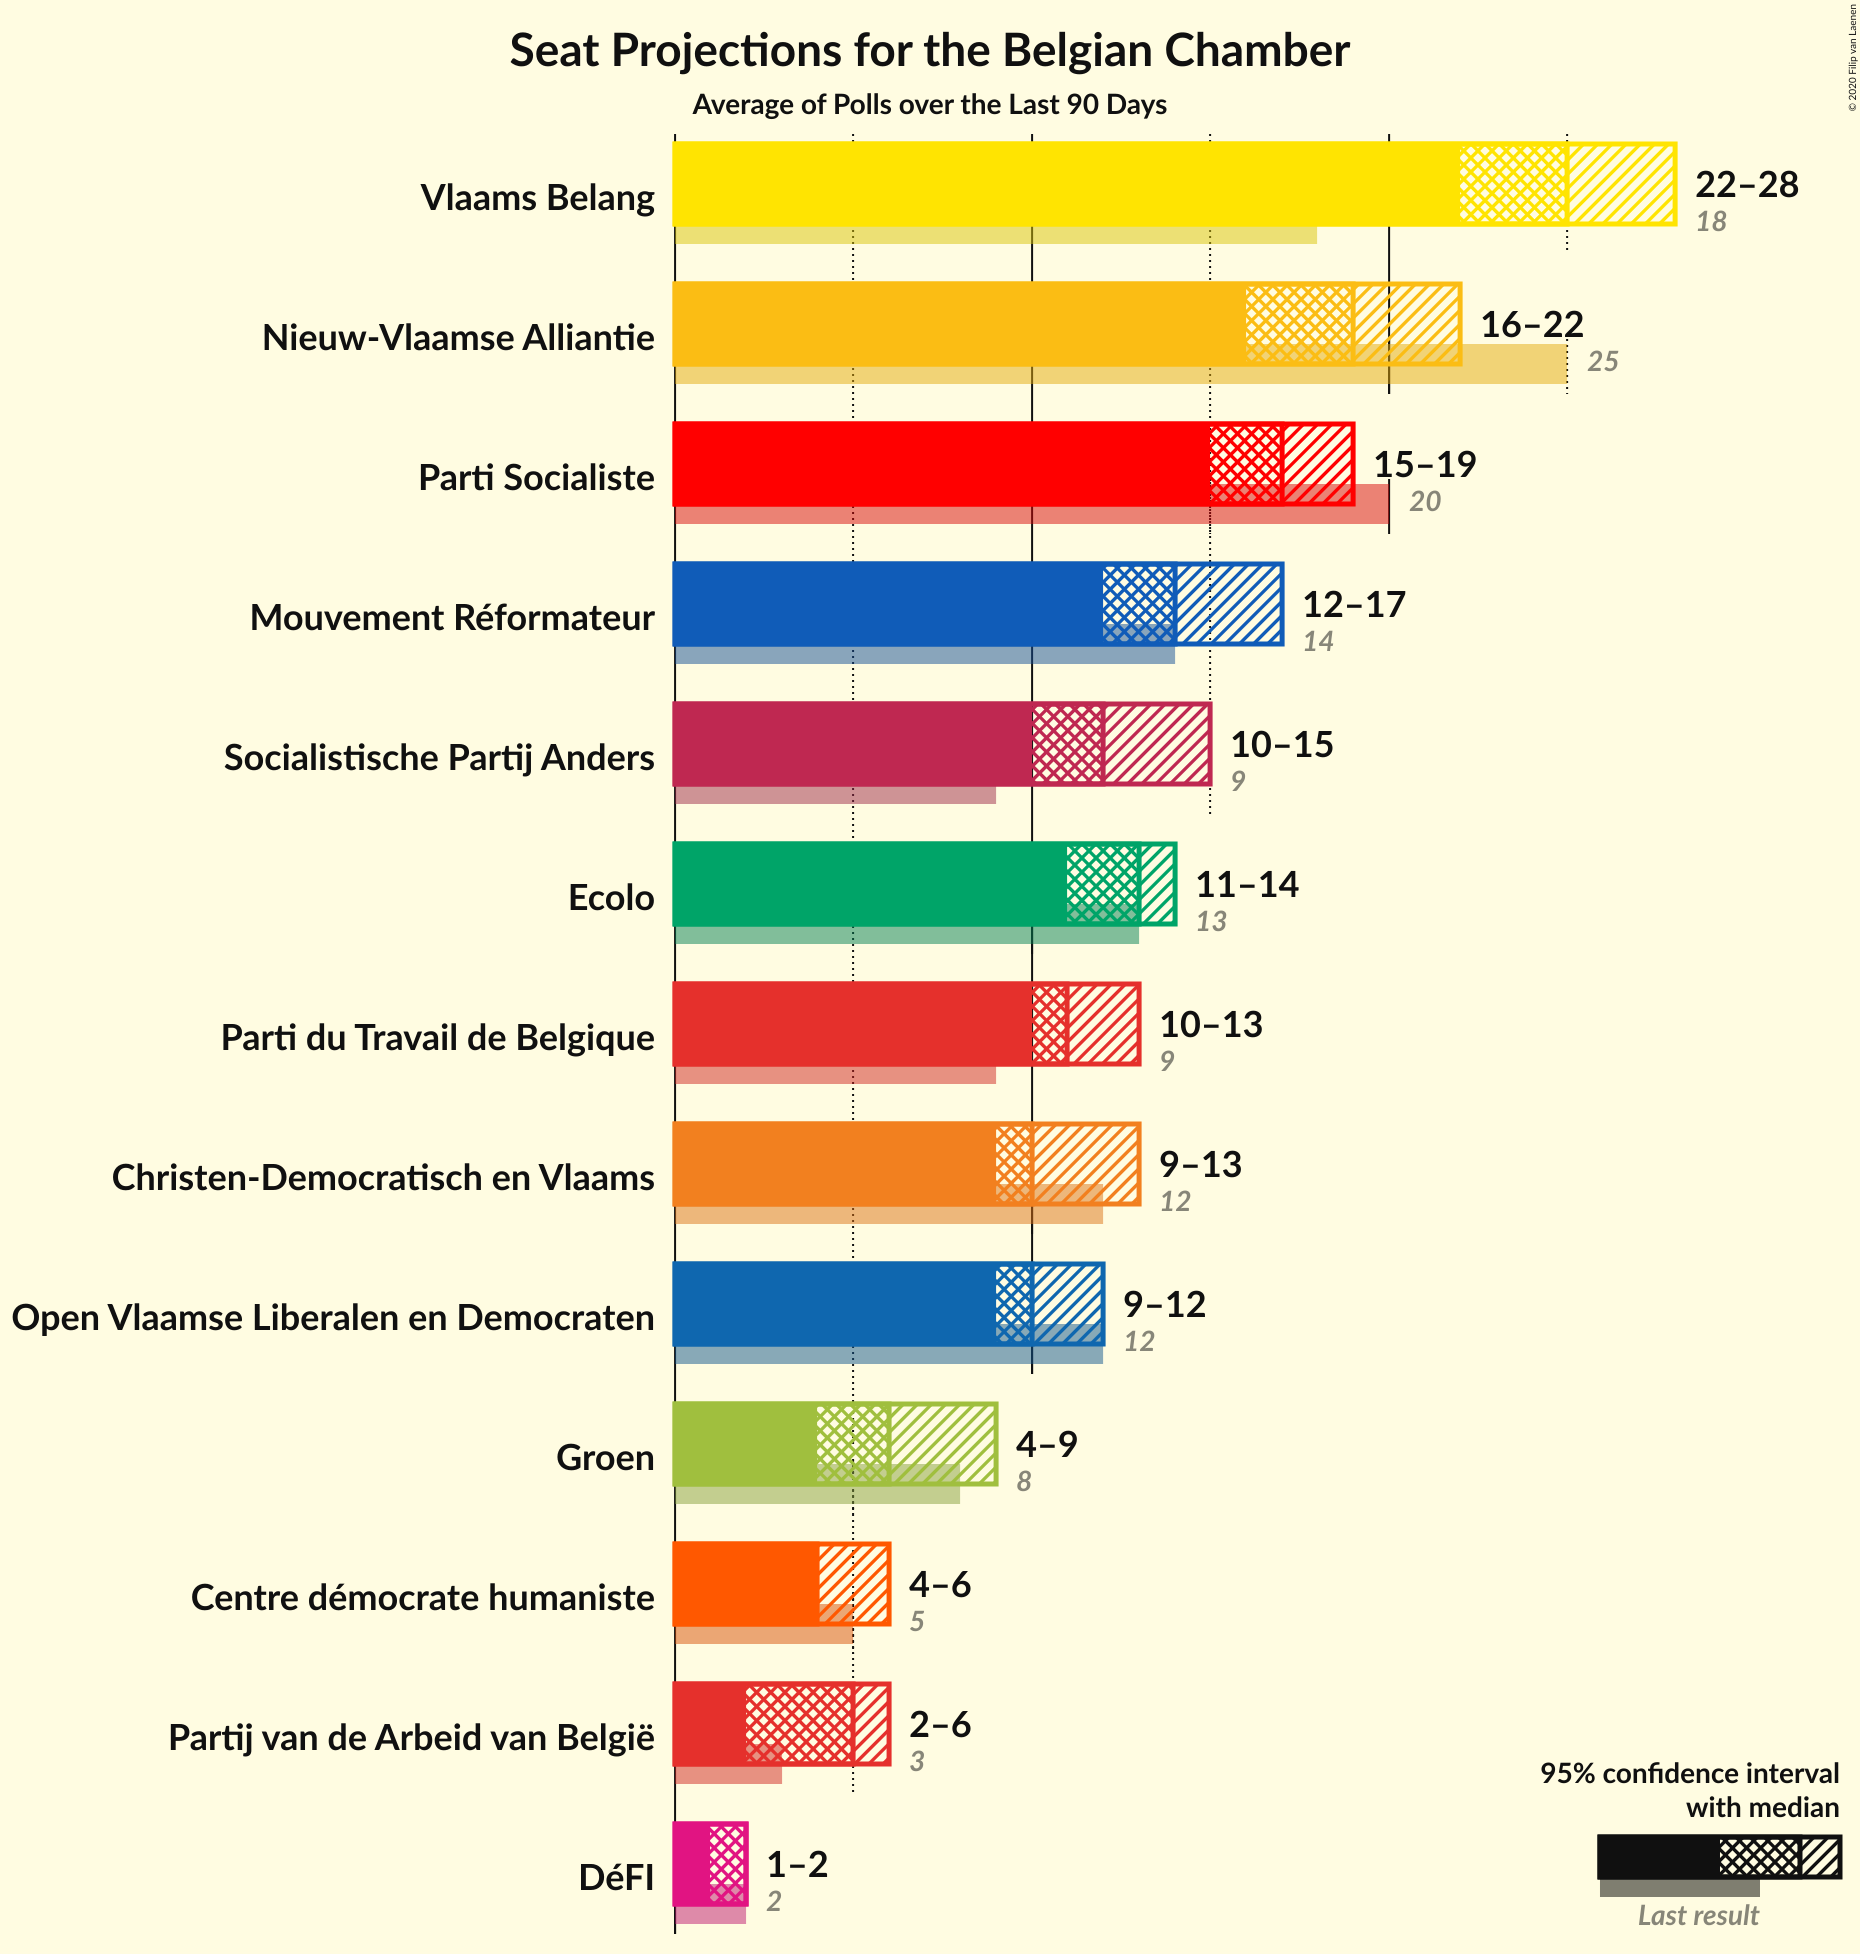 Seat Projections for the Belgian Chamber
Average of Polls over the Last 90 Days
© 2020 Filip van Laenen
Vlaams Belang
22–28
18
Nieuw-Vlaamse Alliantie
16–22
25
Parti Socialiste
15–19
20
Mouvement Réformateur
12–17
14
Socialistische Partij Anders
10–15
9
Ecolo
11–14
13
Parti du Travail de Belgique
10–13
9
Christen-Democratisch en Vlaams
9–13
12
Open Vlaamse Liberalen en Democraten
9–12
12
Groen
4–9
8
Centre démocrate humaniste
4–6
5
Partij van de Arbeid van België
2–6
3
DéFI
1–2
2
95% confidence interval
with median
Last result